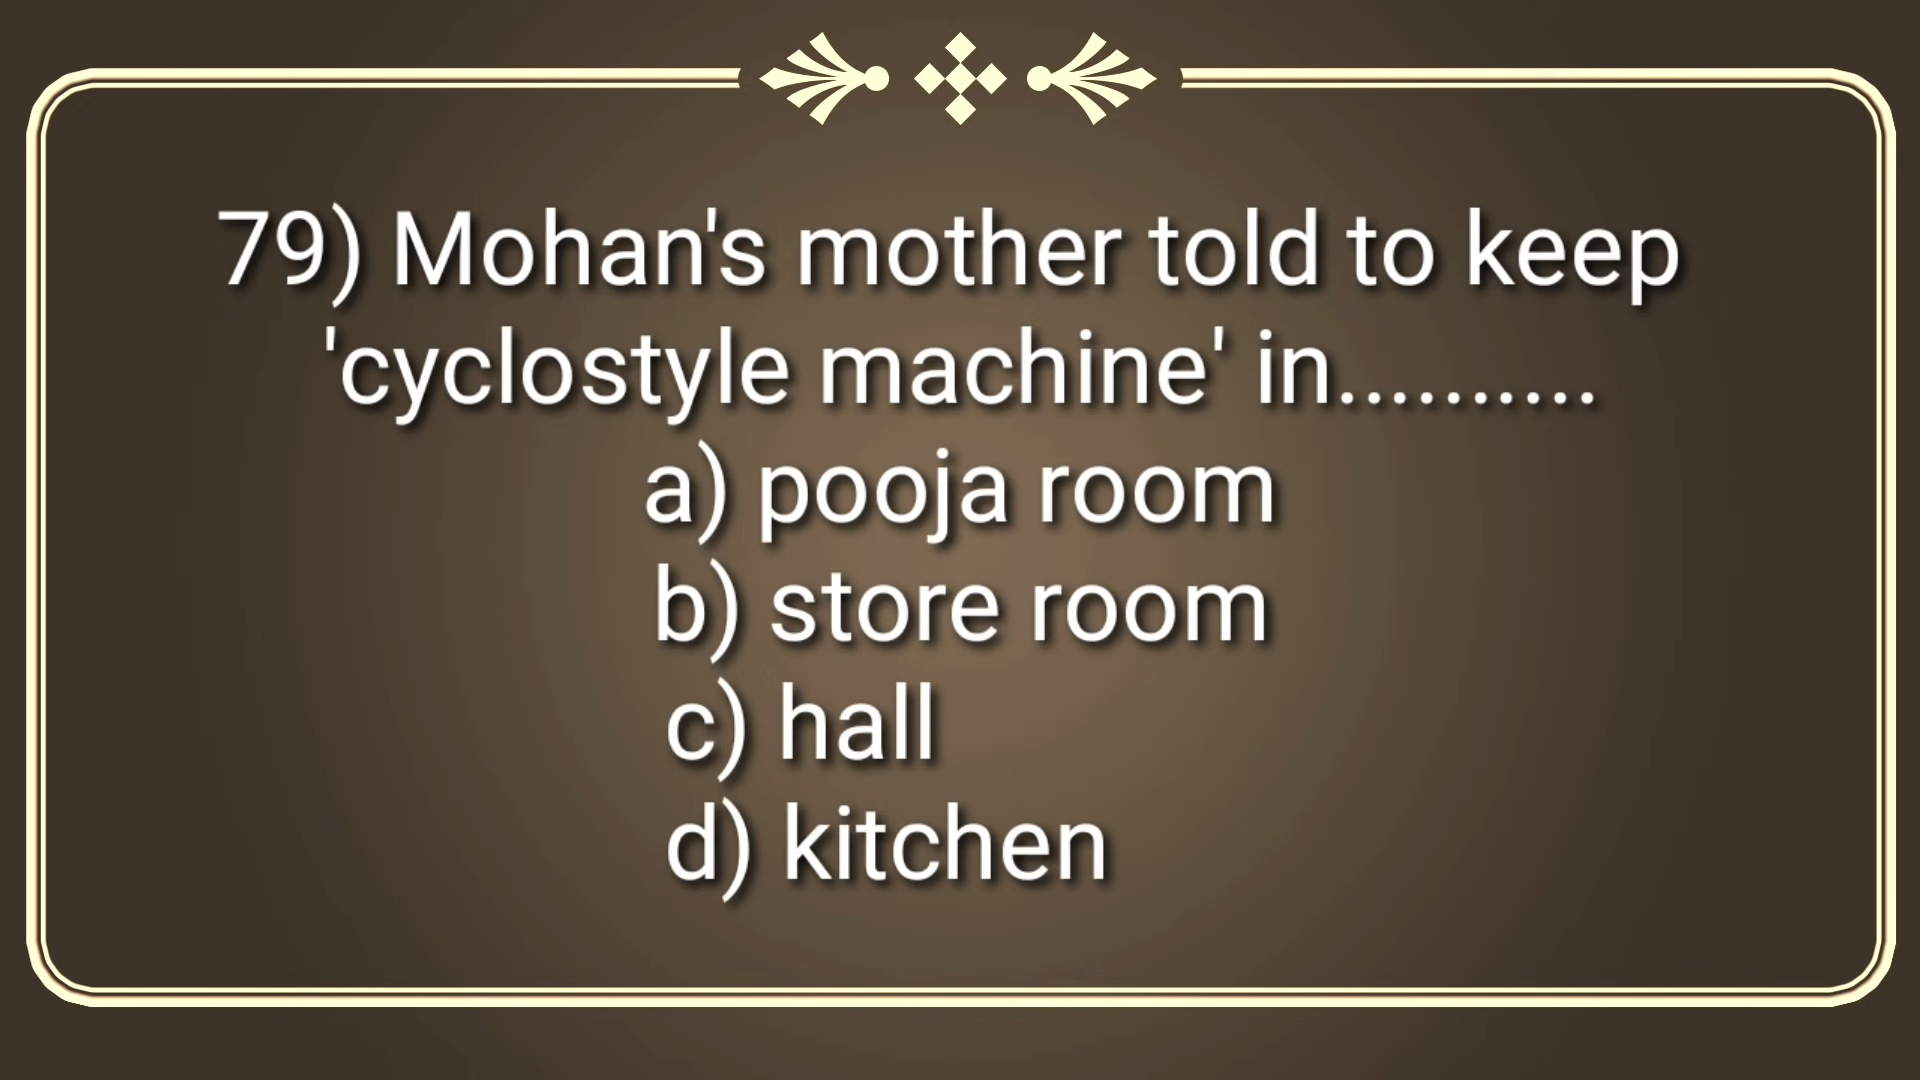 79) Mohan's mother told to keep
'cyclostyle machine' in..........
a) pooja room
b) store room
c) hall
d) kitchen